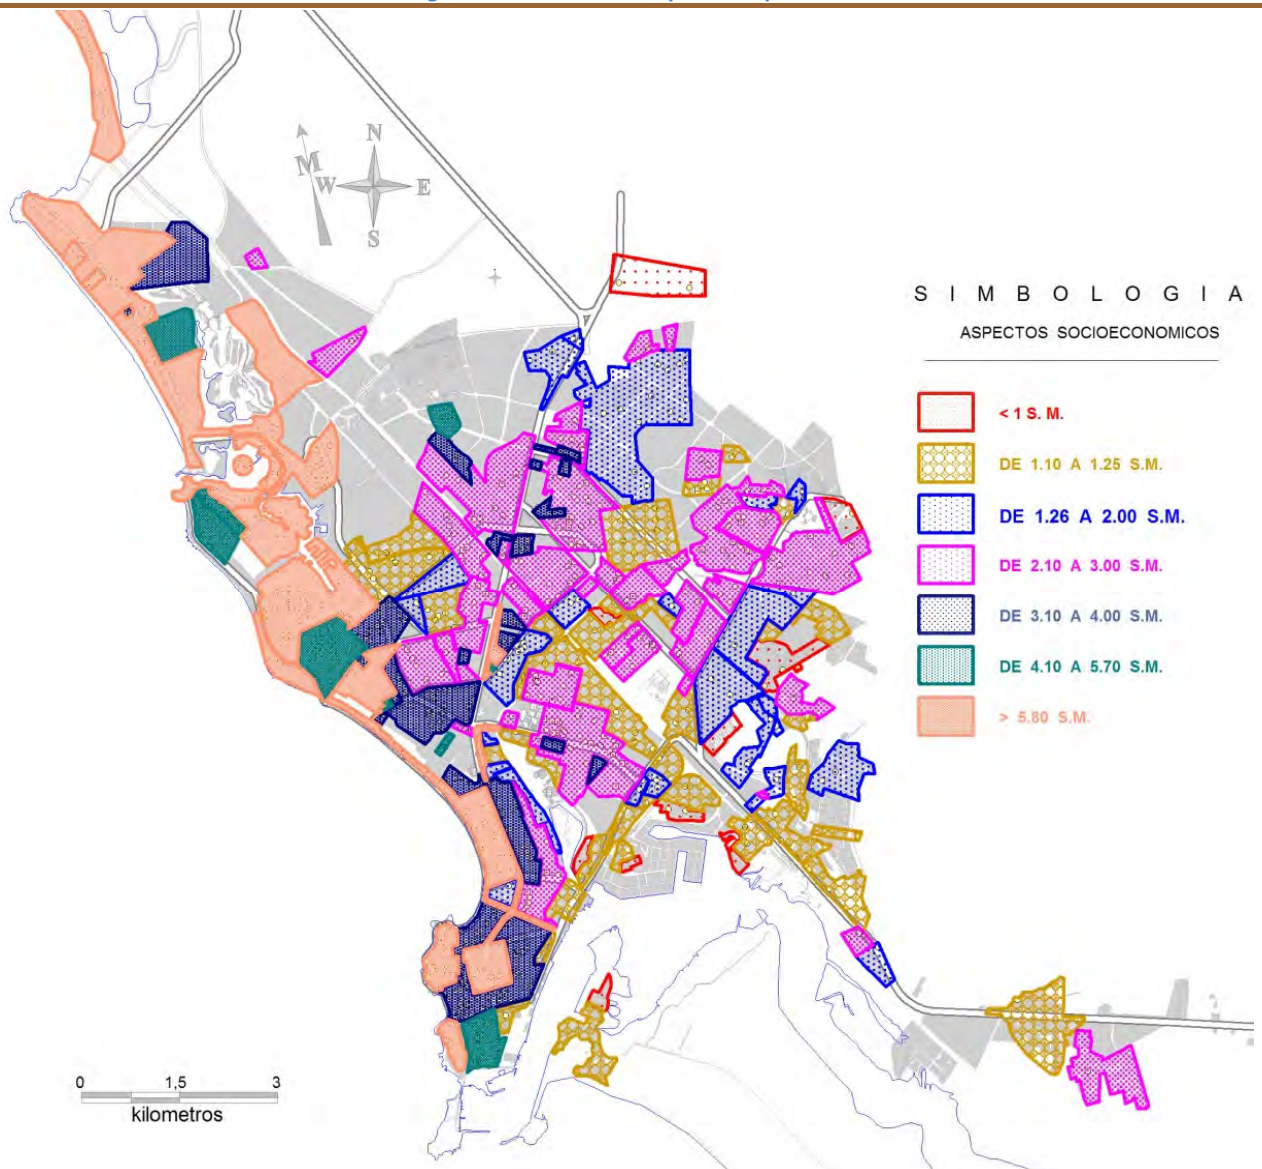 N
M
W
E
S
S I M B O L O G I A
ASPECTOS SOCIOECONOMICOS
< 1 S. M.
DE 1.10 A 1.25 S.M.
DE 1.26 A 2.00 S.M.
DE 2.10 A 3.00 S.M.
DE 3.10 A 4.00 S.M.
DE 4.10 A 5.70 S.M.
> 5.80 S.M.
0 1,5 3
kilometros